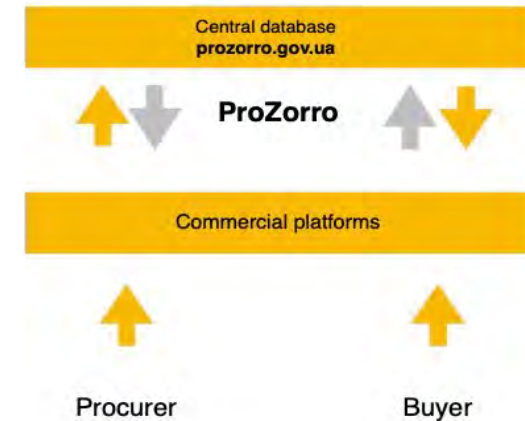 Central database
prozorro.gov.ua
ProZorro
Commercial platforms
Procurer
Buyer